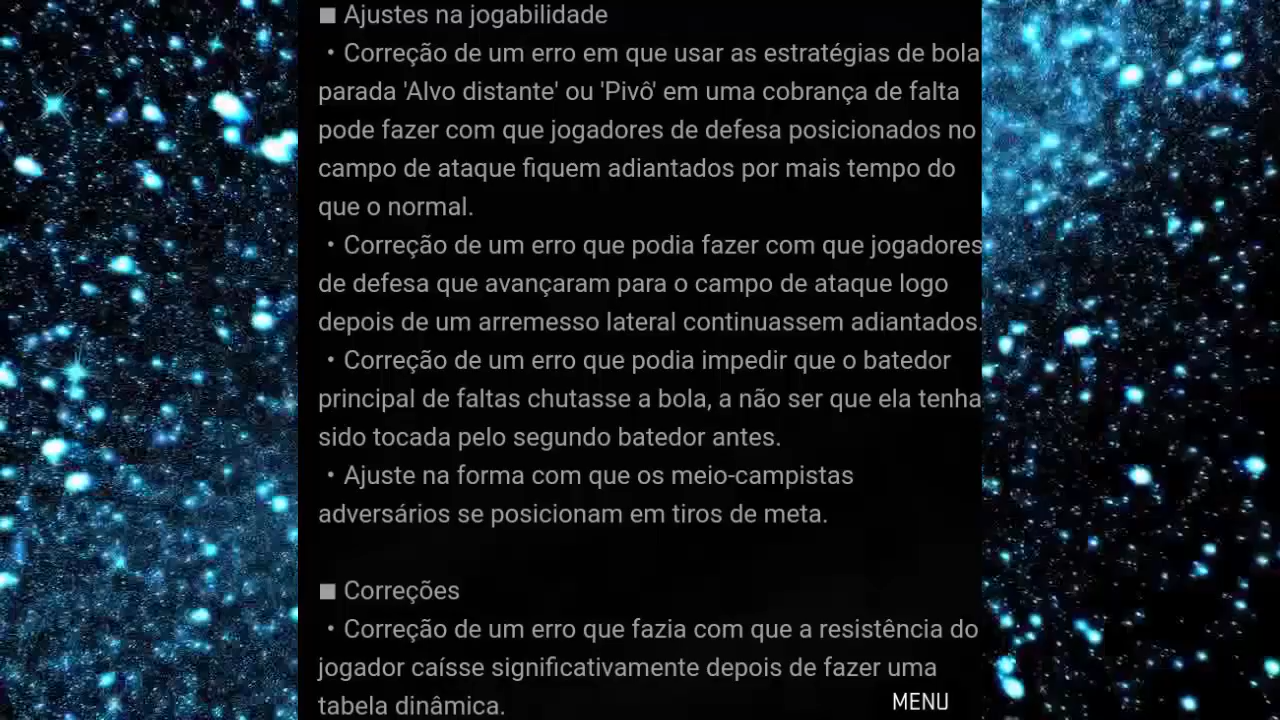 ■ Ajustes na jogabilidade
・Correção de um erro em que usar as estratégias de bola
parada 'Alvo distante' ou 'Pivô' em uma cobrança de falta
pode fazer com que jogadores de defesa posicionados no
campo de ataque fiquem adiantados por mais tempo do
que o normal.
・Correção de um erro que podia fazer com que jogadores
de defesa que avançaram para o campo de ataque logo
depois de um arremesso lateral continuassem adiantados.
・Correção de um erro que podia impedir que o batedor
principal de faltas chutasse a bola, a não ser que ela tenha
sido tocada pelo segundo batedor antes.
・Ajuste na forma com que os meio-campistas
adversários se posicionam em tiros de meta.
■ Correções
・Correção de um erro que fazia com que a resistência do
jogador caísse significativamente depois de fazer uma
tabela dinâmica.
MENU